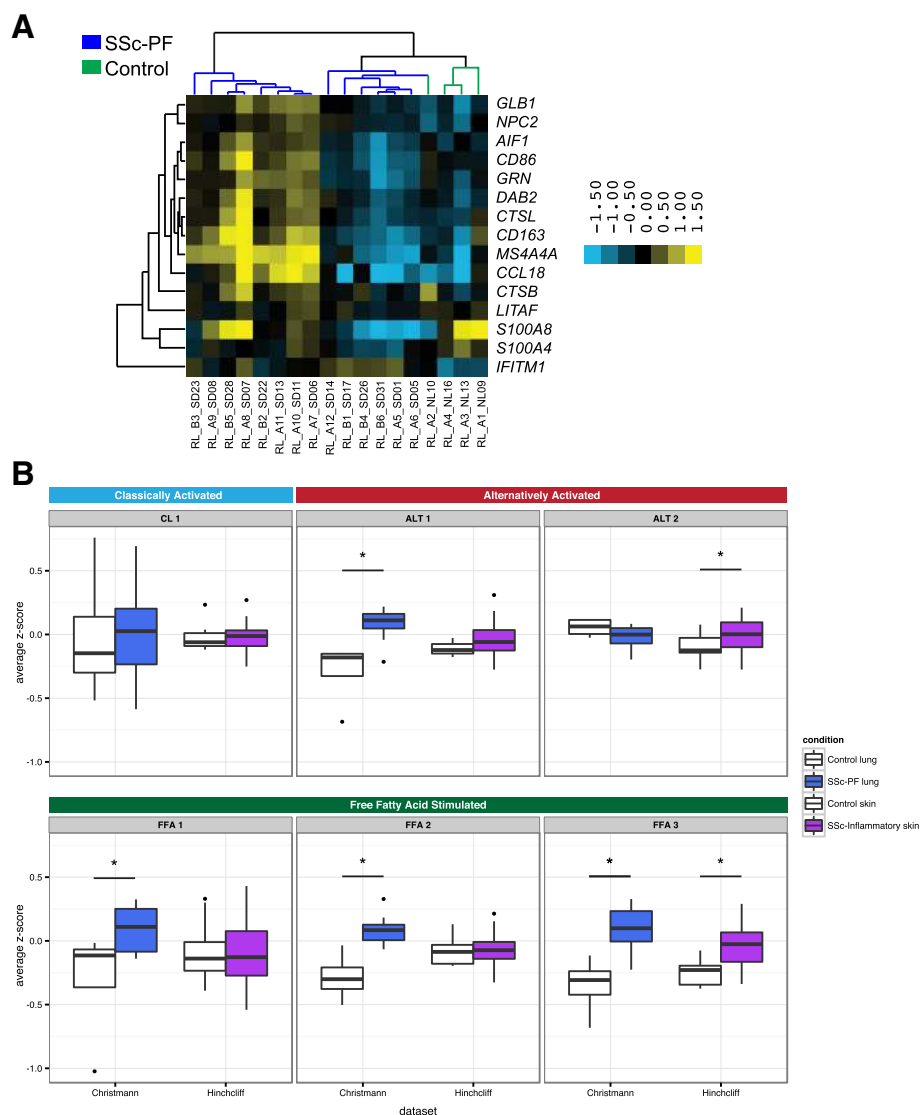 A
SSc-PF
Control
GLB1
NPC2
AIF1
CD86
GRN
DAB2
CTSL
CD163
MS4A4A
CCL18
CTSB
LITAF
S100A8
S100A4
IFITM1
-1.50
-1.00
-0.50
0.00
0.50
1.00
1.50
RL_B3_SD23
RL_A9_SD08
RL_B5_SD28
RL_A8_SD07
RL_B2_SD22
RL_A11_SD13
RL_A10_SD11
RL_A7_SD06
RL_A12_SD14
RL_B1_SD17
RL_B4_SD26
RL_B6_SD31
RL_A5_SD01
RL_A6_SD05
RL_A2_NL10
RL_A4_NL16
RL_A3_NL13
RL_A1_NL09
B
Classically Activated
Alternatively Activated
CL 1
ALT 1
ALT 2
average z-score
0.5
0.0
-0.5
-1.0
*
*
Free Fatty Acid Stimulated
FFA 1
FFA 2
FFA 3
average z-score
0.5
0.0
-0.5
-1.0
*
*
*
*
Christmann
Hinchcliff
Christmann
Hinchcliff
Christmann
Hinchcliff
dataset
condition
Control lung
SSc-PF lung
Control skin
SSc-Inflammatory skin